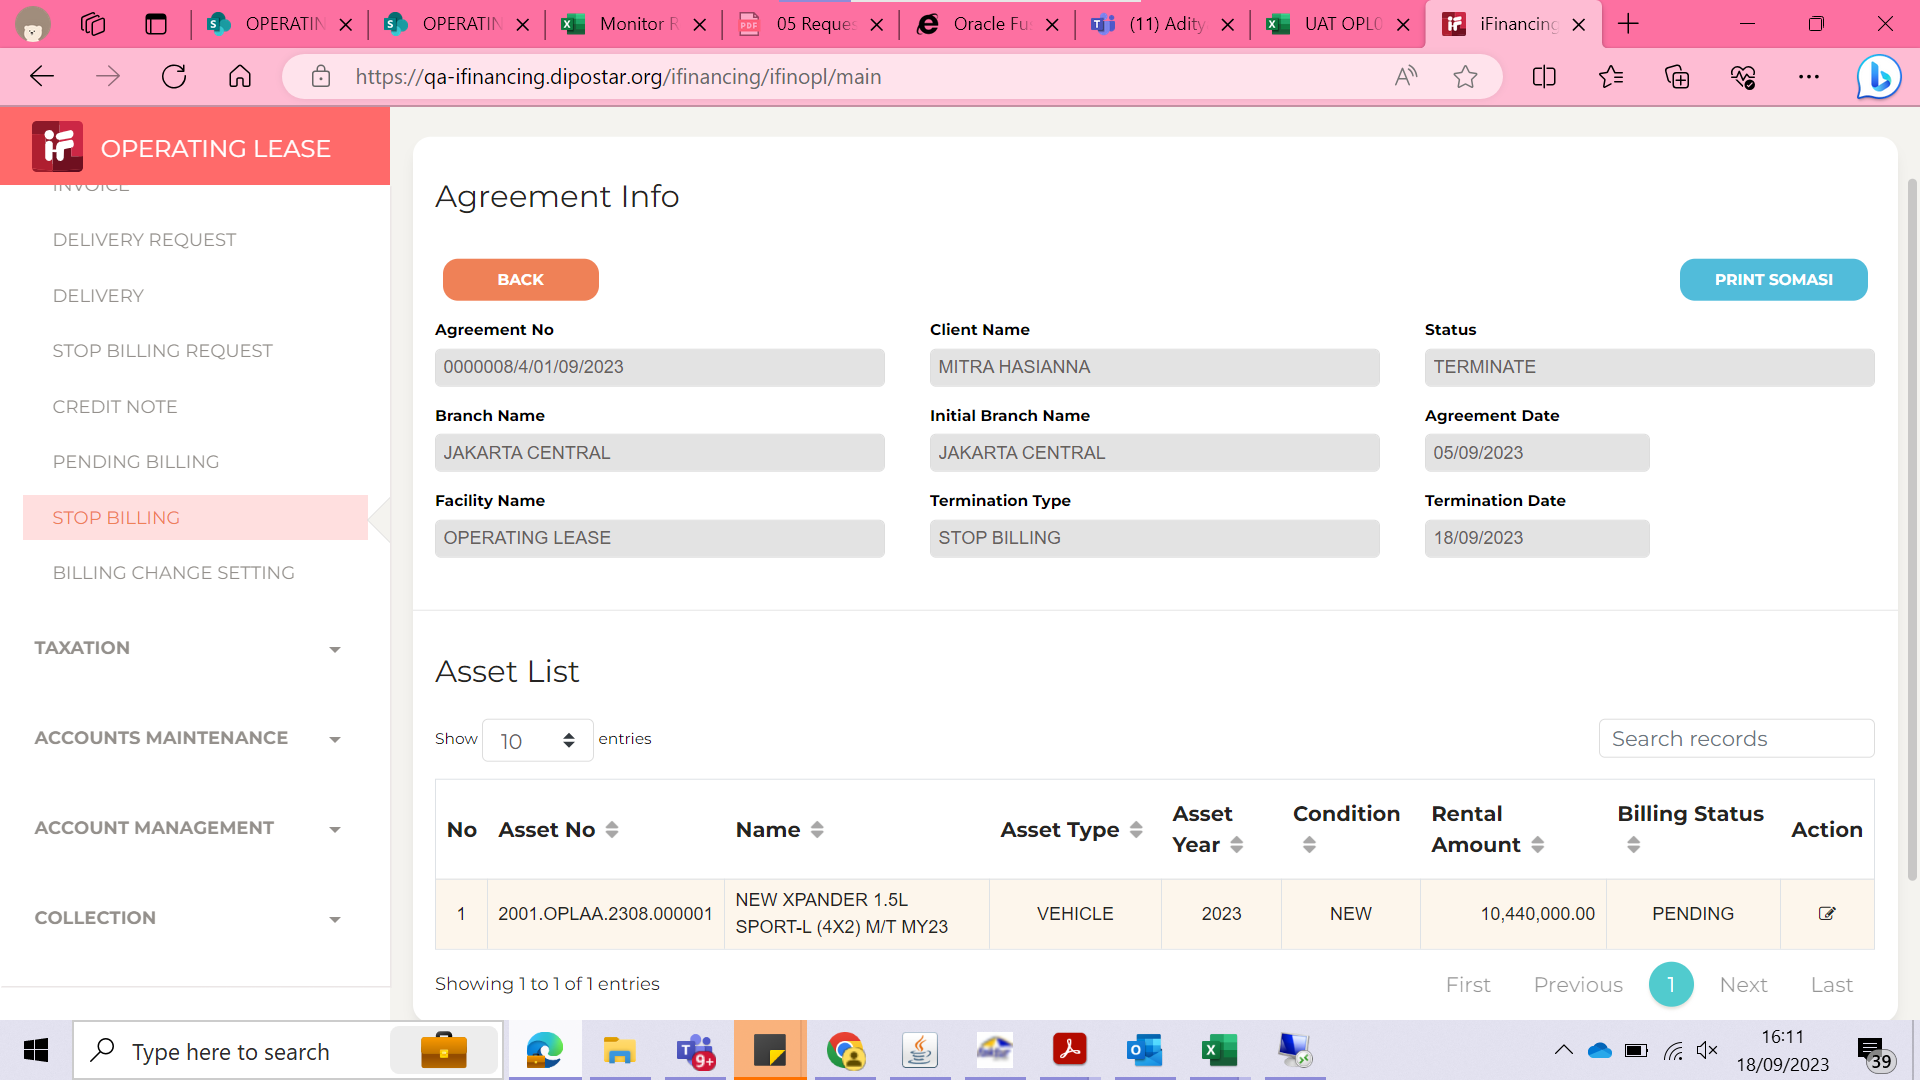 OPERATIN
OPERATIN
Monitor R
05 Reques
Oracle Fu
(11) Adity
UAT OPL0
iFinancing
https://qa-ifinancing.dipostar.org/ifinancing/ifinopl/main
OPERATING LEASE
INVOICE
DELIVERY REQUEST
DELIVERY
STOP BILLING REQUEST
CREDIT NOTE
PENDING BILLING
STOP BILLING
BILLING CHANGE SETTING
TAXATION
ACCOUNTS MAINTENANCE
ACCOUNT MANAGEMENT
COLLECTION
Agreement Info
BACK
PRINT SOMASI
Agreement No
Client Name
Status
0000008/4/01/09/2023
MITRA HASIANNA
TERMINATE
Branch Name
Initial Branch Name
Agreement Date
JAKARTA CENTRAL
JAKARTA CENTRAL
05/09/2023
Facility Name
Termination Type
Termination Date
OPERATING LEASE
STOP BILLING
18/09/2023
Asset List
Show 10 entries
Search records
No
Asset No
Name
Asset Type
Asset
Year
Condition
Rental
Amount
Billing Status
Action
1
2001.OPLAA.2308.000001
NEW XPANDER 1.5L
SPORT-L (4X2) M/T MY23
VEHICLE
2023
NEW
10,440,000.00
PENDING
Showing 1 to 1 of 1 entries
First
Previous
1
Next
Last
Type here to search
9+
16:11
18/09/2023
39